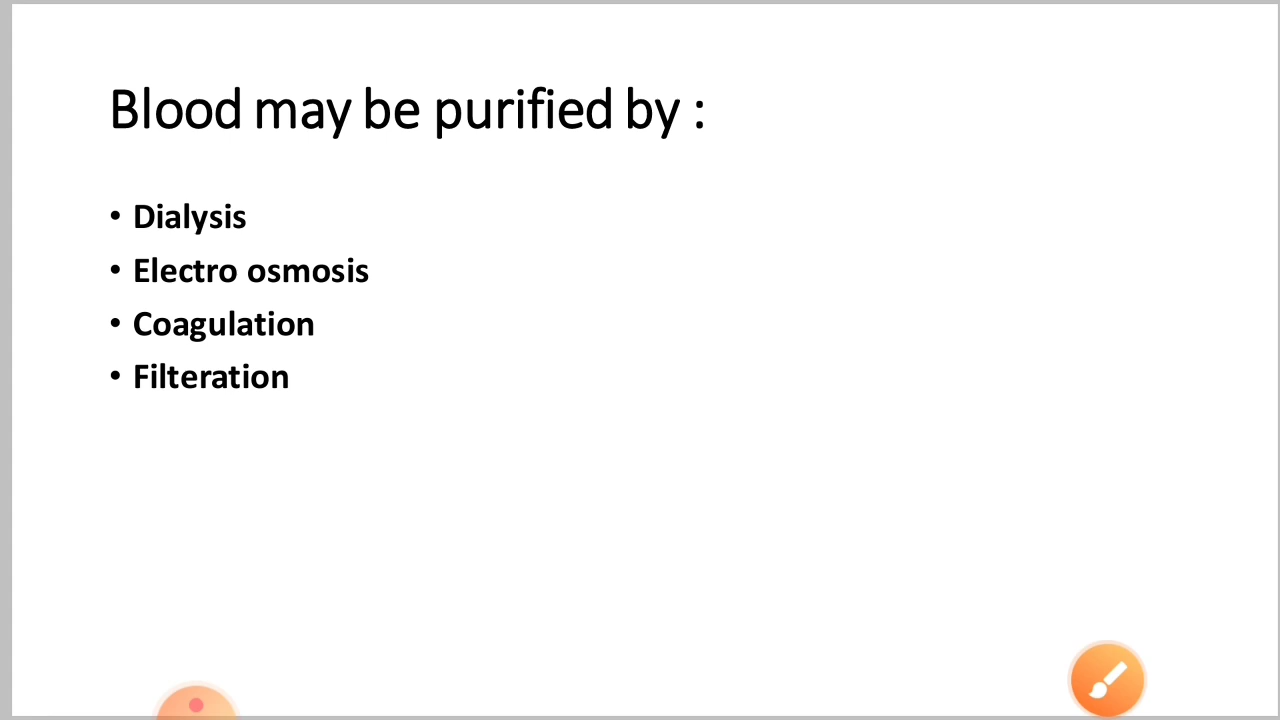 Blood may be purified by :
• Dialysis
• Electro osmosis
• Coagulation
• Filteration